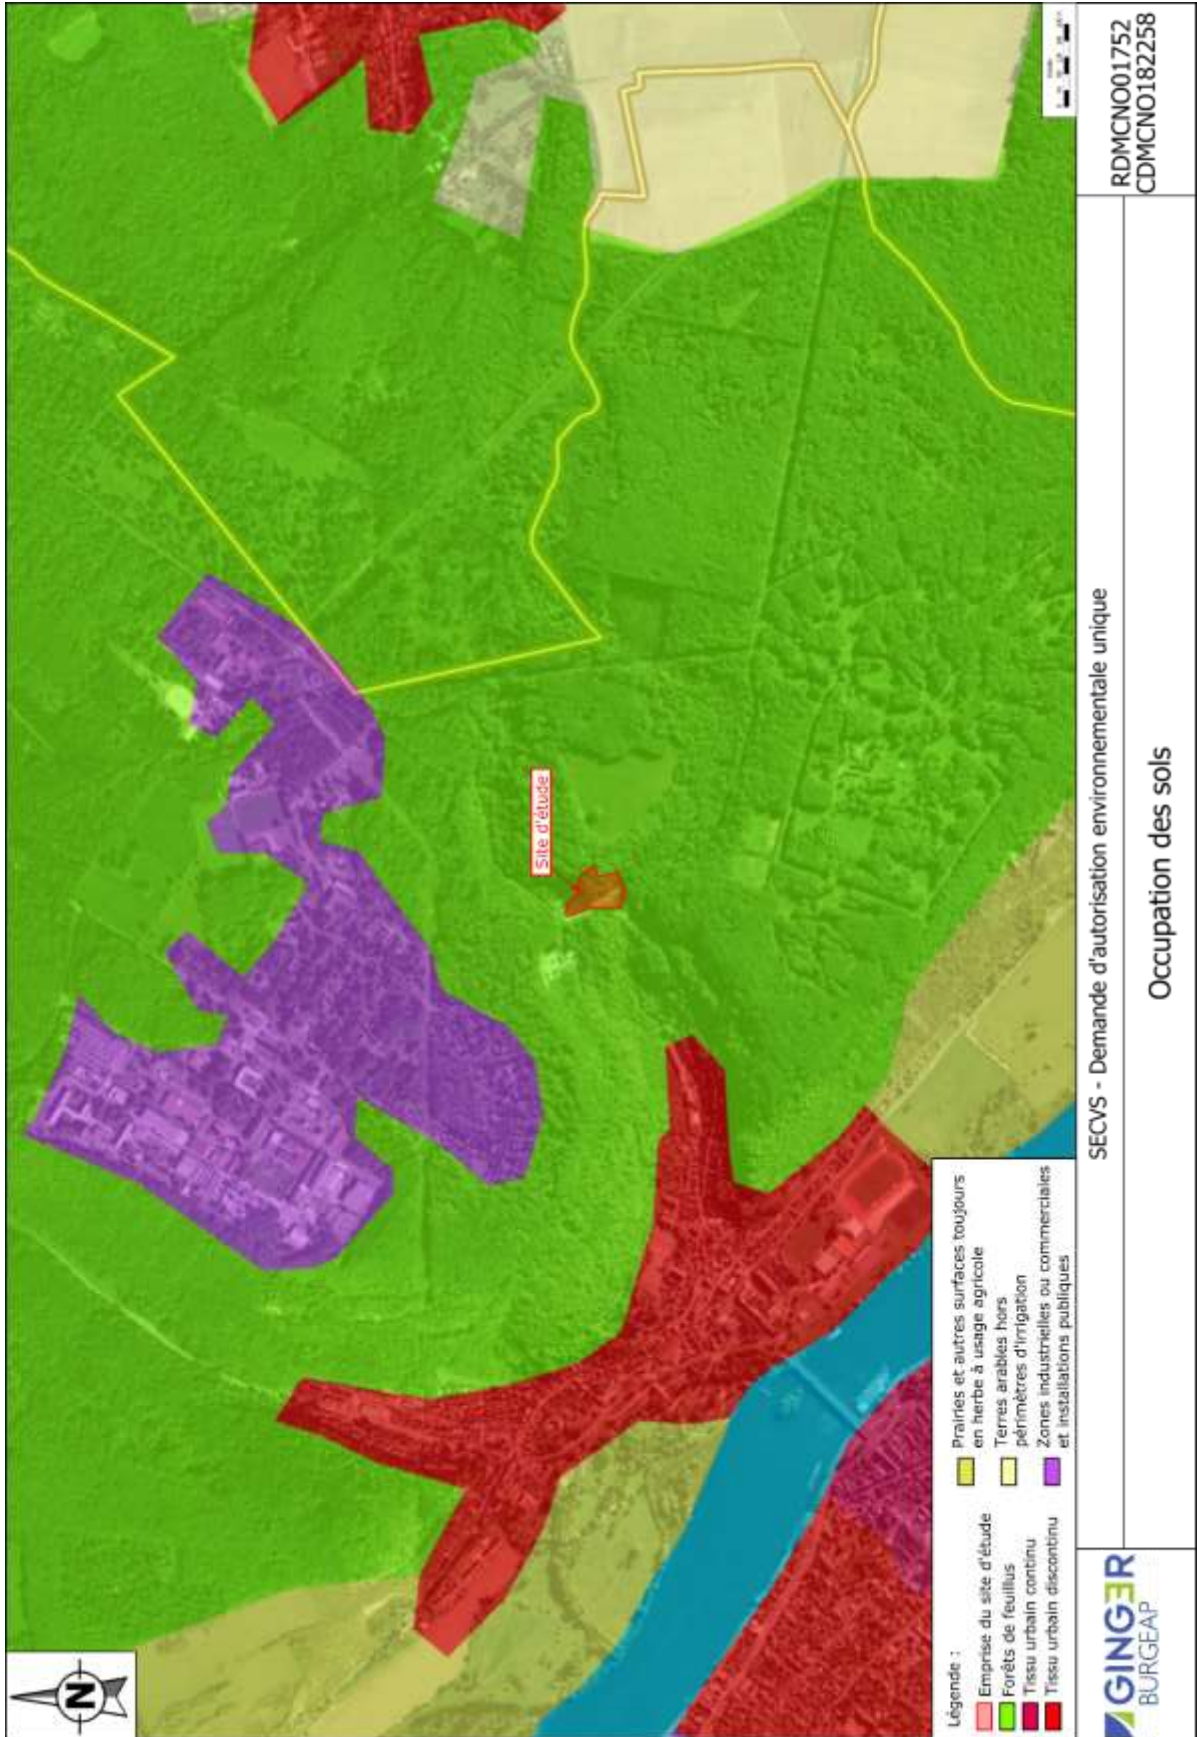 N
Site d'étude
Légende :
Emprise du site d'étude
Forêts de feuillus
Tissu urbain continu
Tissu urbain discontinu
Prairies et autres surfaces toujours
en herbe à usage agricole
Terres arables hors
périmètres d'irrigation
Zones industrielles ou commerciales
et installations publiques
GINGER
BURGEAP
SECVS - Demande d'autorisation environnementale unique
Occupation des sols
RDMCNO01752
CDMCNO182258